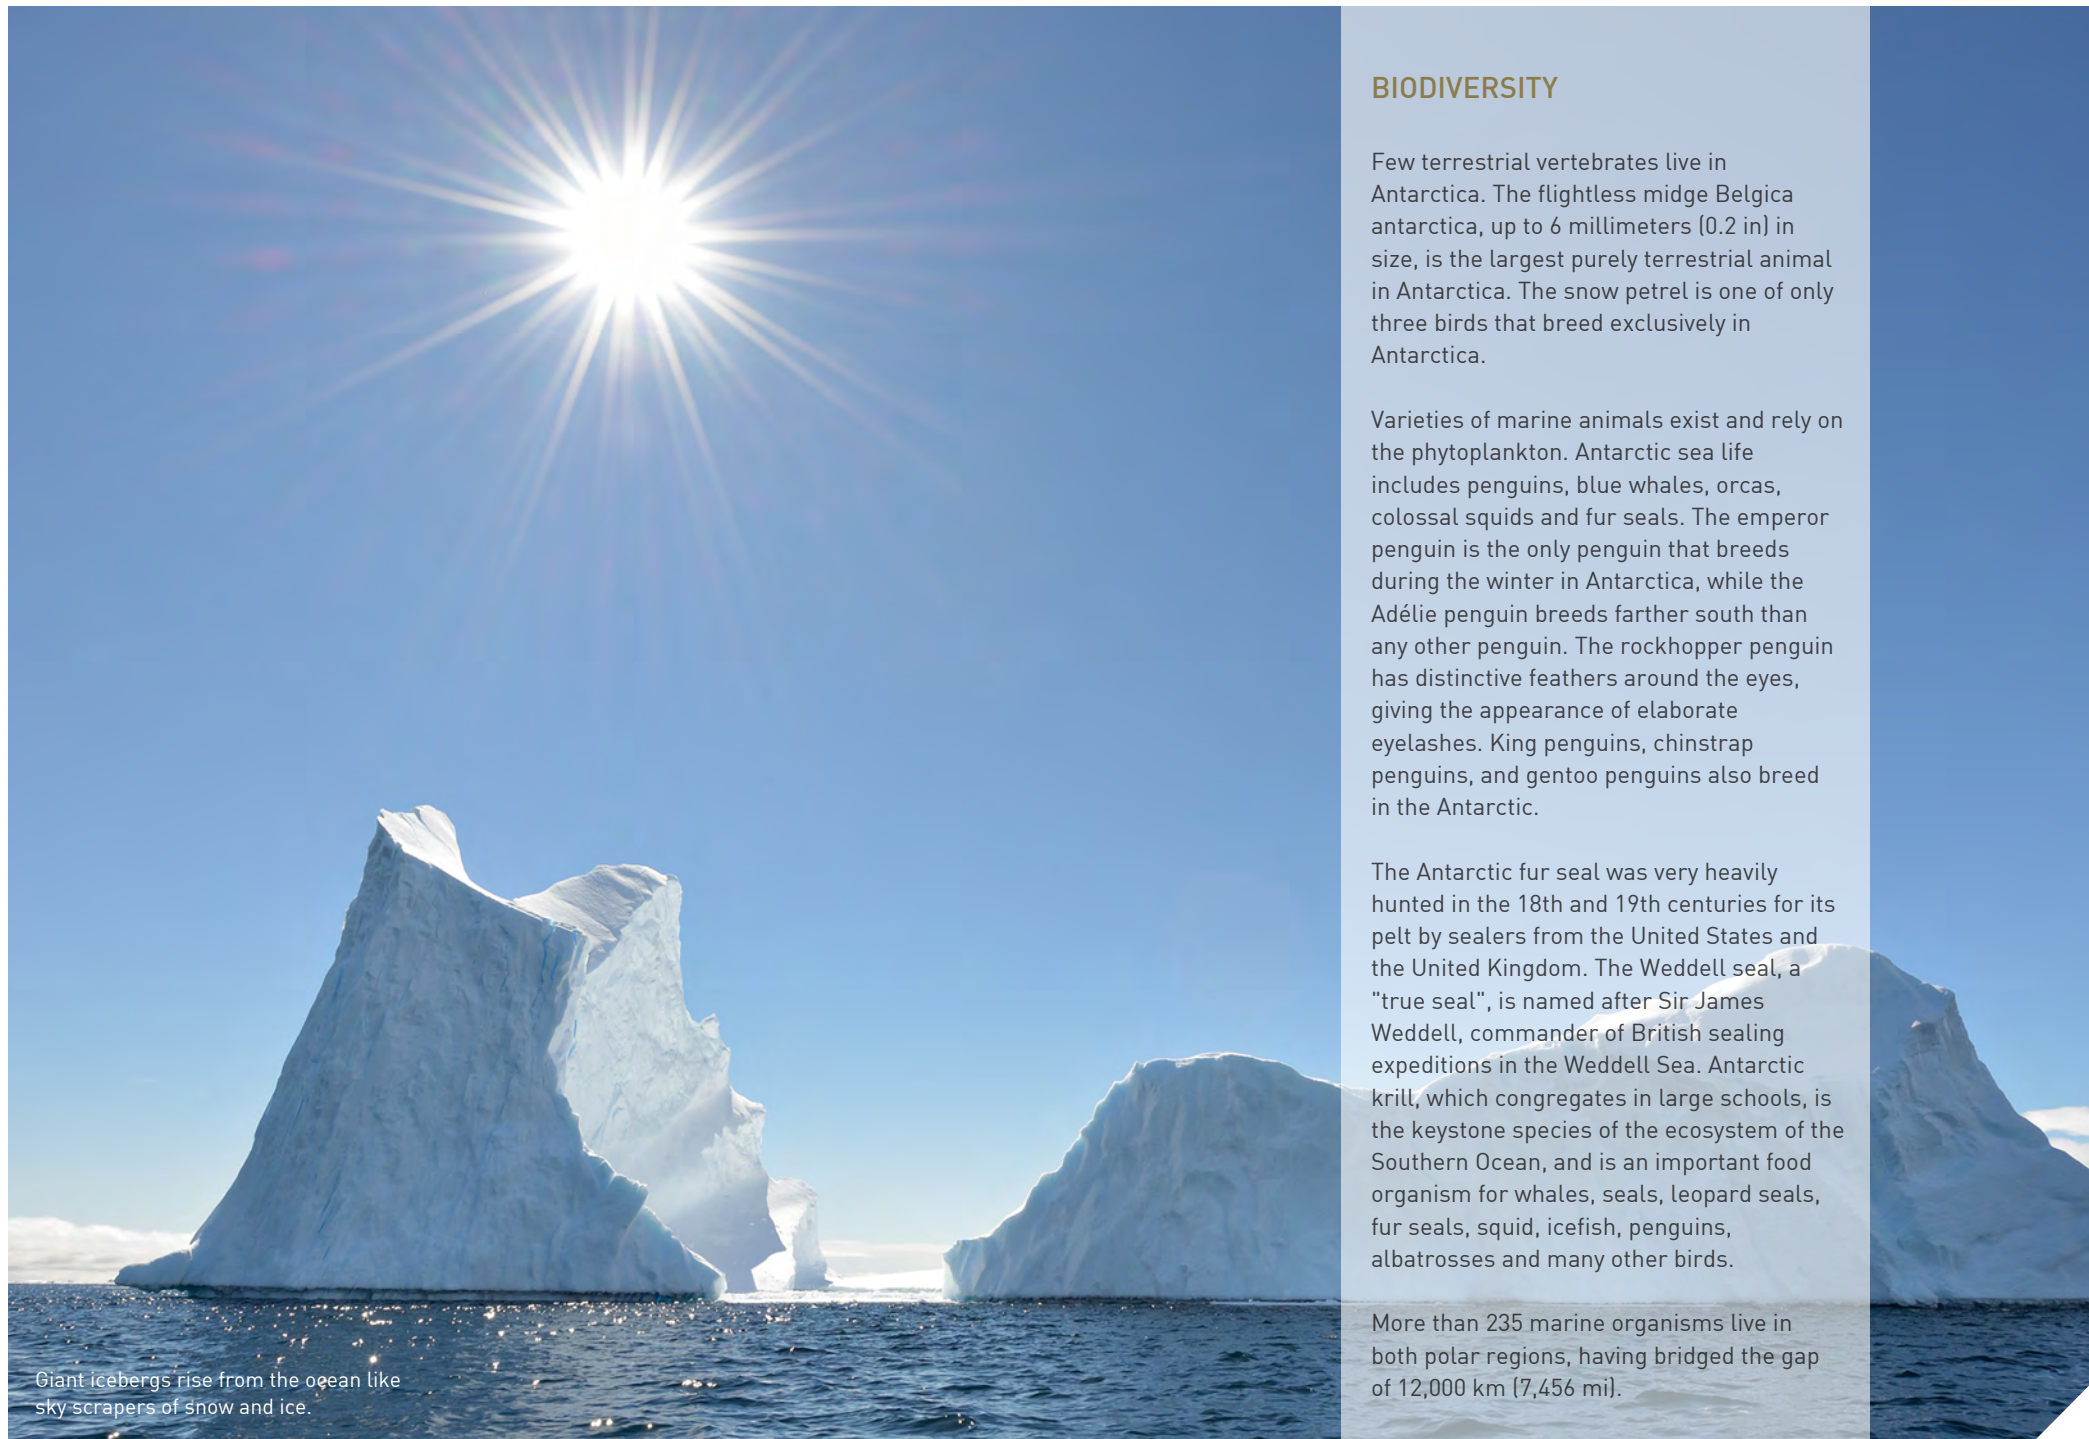 BIODIVERSITY
Few terrestrial vertebrates live in
Antarctica. The flightless midge Belgica
antarctica, up to 6 millimeters (0.2 in) in
size, is the largest purely terrestrial animal
in Antarctica. The snow petrel is one of only
three birds that breed exclusively in
Antarctica.
Varieties of marine animals exist and rely on
the phytoplankton. Antarctic sea life
includes penguins, blue whales, orcas,
colossal squids and fur seals. The emperor
penguin is the only penguin that breeds
during the winter in Antarctica, while the
Adélie penguin breeds farther south than
any other penguin. The rockhopper penguin
has distinctive feathers around the eyes,
giving the appearance of elaborate
eyelashes. King penguins, chinstrap
penguins, and gentoo penguins also breed
in the Antarctic.
The Antarctic fur seal was very heavily
hunted in the 18th and 19th centuries for its
pelt by sealers from the United States and
the United Kingdom. The Weddell seal, a
"true seal", is named after Sir James
Weddell, commander of British sealing
expeditions in the Weddell Sea. Antarctic
krill, which congregates in large schools, is
the keystone species of the ecosystem of the
Southern Ocean, and is an important food
organism for whales, seals, leopard seals,
fur seals, squid, icefish, penguins,
albatrosses and many other birds.
More than 235 marine organisms live in
both polar regions, having bridged the gap
of 12,000 km (7,456 mi).
Giant icebergs rise from the ocean like
sky scrapers of snow and ice.